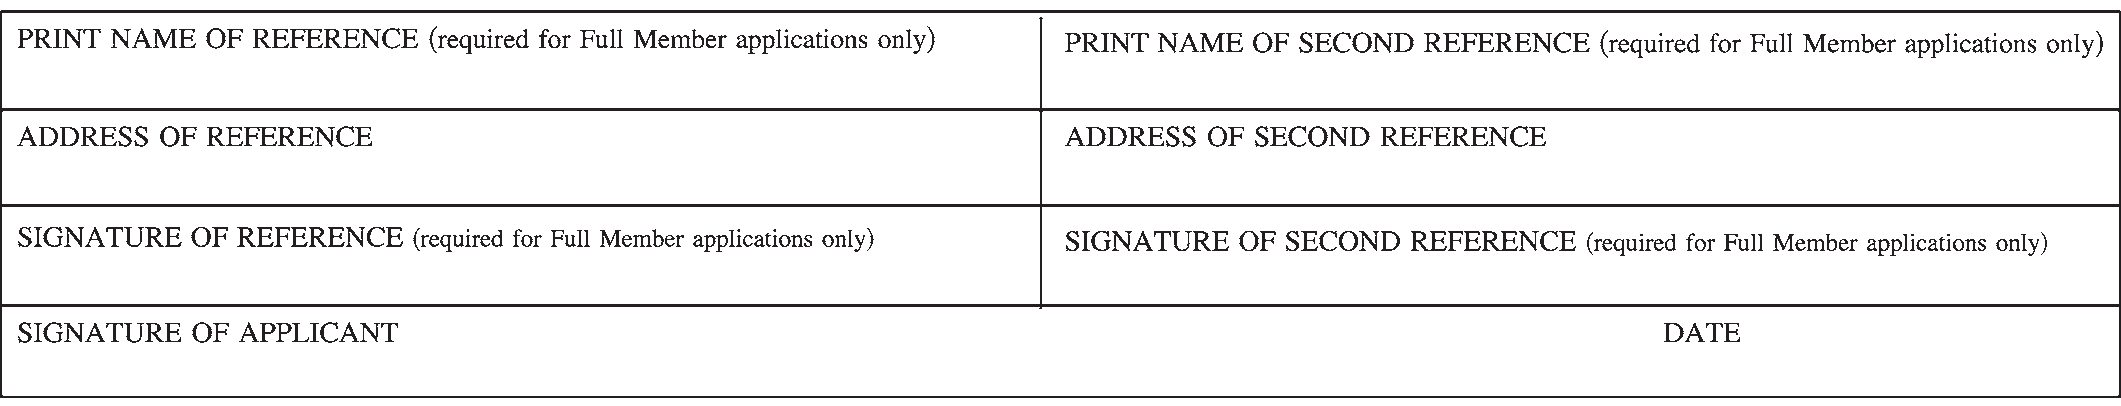 PRINT NAME OF REFERENCE (required for Full Member applications only)
PRINT NAME OF SECOND REFERENCE (required for Full Member applications only)
ADDRESS OF REFERENCE
ADDRESS OF SECOND REFERENCE
SIGNATURE OF REFERENCE (required for Full Member applications only)
SIGNATURE OF SECOND REFERENCE (required for Full Member applications only)
SIGNATURE OF APPLICANT
DATE